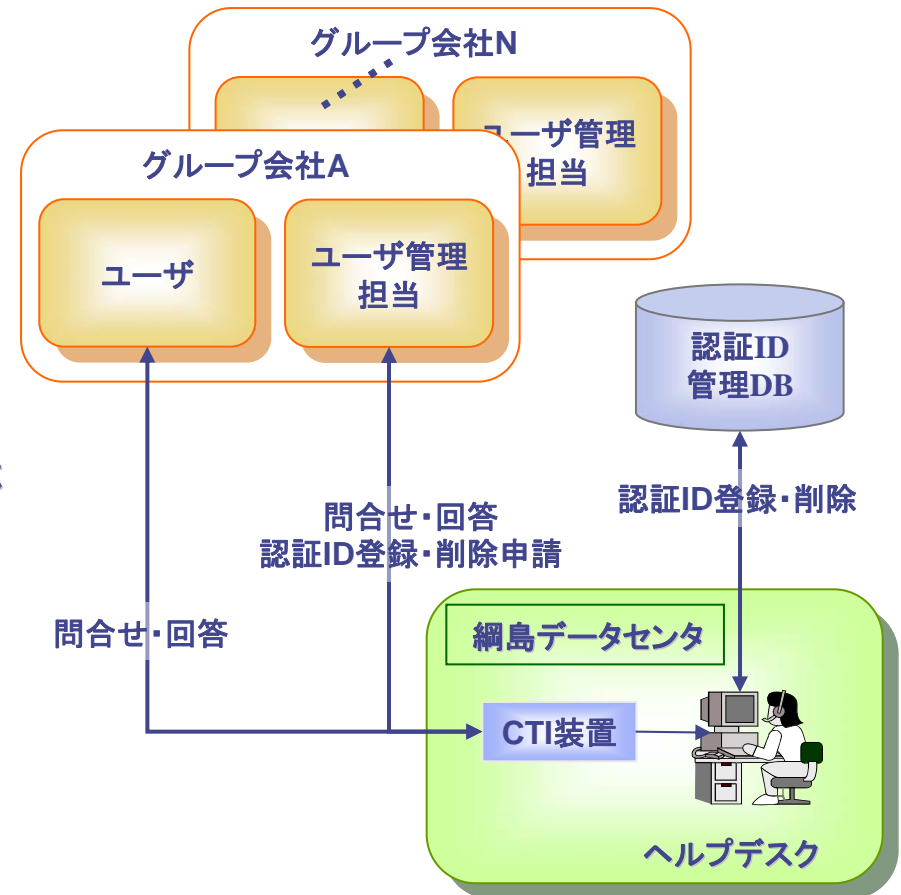 グループ会社N
ユーザ管理
担当
グループ会社A
ユーザ
ユーザ管理
担当
認証ID
管理DB
認証ID登録・削除
問合せ・回答
認証ID登録・削除申請
問合せ・回答
綱島データセンタ
CTI装置
ヘルプデスク